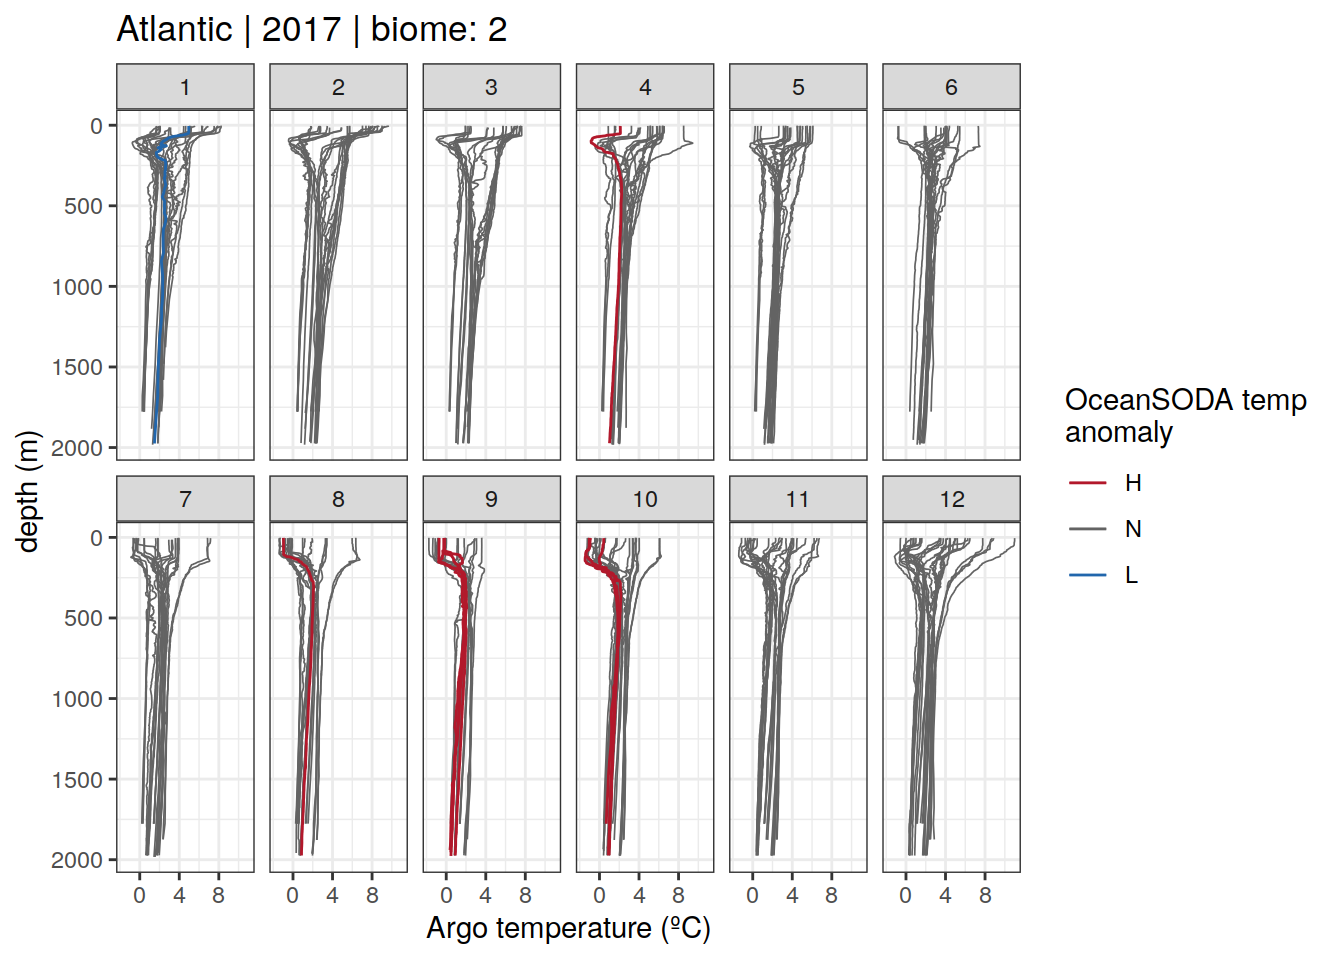 Atlantic | 2017 | biome: 2
1 2 3 4 5 6
0
500
1000
1500
2000
7 8 9 10 11 12
0
500
1000
1500
2000
0 4 8 0 4 8 0 4 8 0 4 8 0 4 8 0 4 8
depth (m)
Argo temperature (ºC)
OceanSODA temp
anomaly
H
N
L